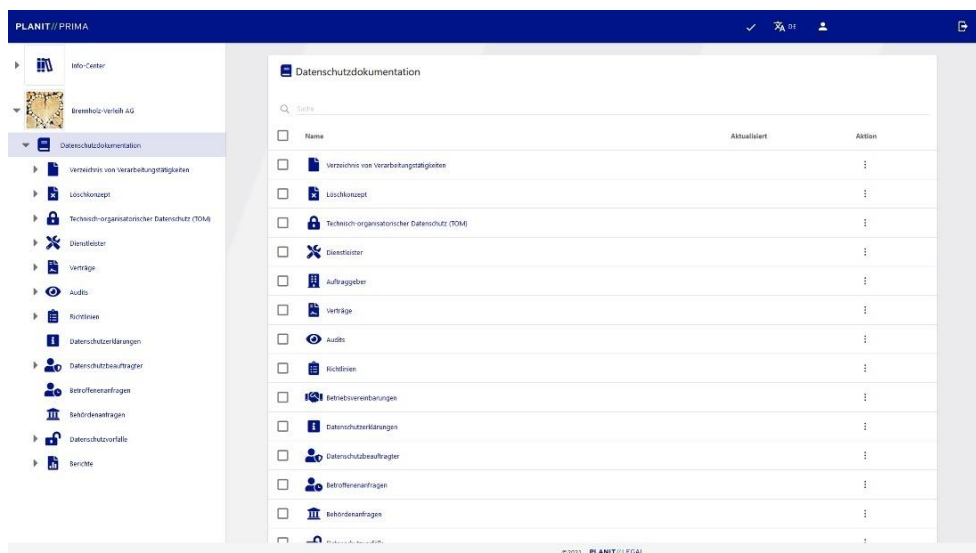 PLANIT//PRIMA
DE
Info-Center
Brennholz-Verleih AG
Datenschutzdokumentation
Verzeichnis von Verarbeitungstätigkeiten
Löschkonzept
Technisch-organisatorischer Datenschutz (TOM)
Dienstleister
Verträge
Audits
Richtlinien
Datenschutzerklärungen
Datenschutzbeauftragter
Betroffenenanfragen
Behördenanfragen
Datenschutzvorfälle
Berichte
Datenschutzdokumentation
Suche
Name Aktualisiert Aktion
Verzeichnis von Verarbeitungstätigkeiten
Löschkonzept
Technisch-organisatorischer Datenschutz (TOM)
Dienstleister
Auftraggeber
Verträge
Audits
Richtlinien
Betriebsvereinbarungen
Datenschutzerklärungen
Datenschutzbeauftragter
Betroffenenanfragen
Behördenanfragen
Datenschutzvorfälle
PLANIT//LEGAL